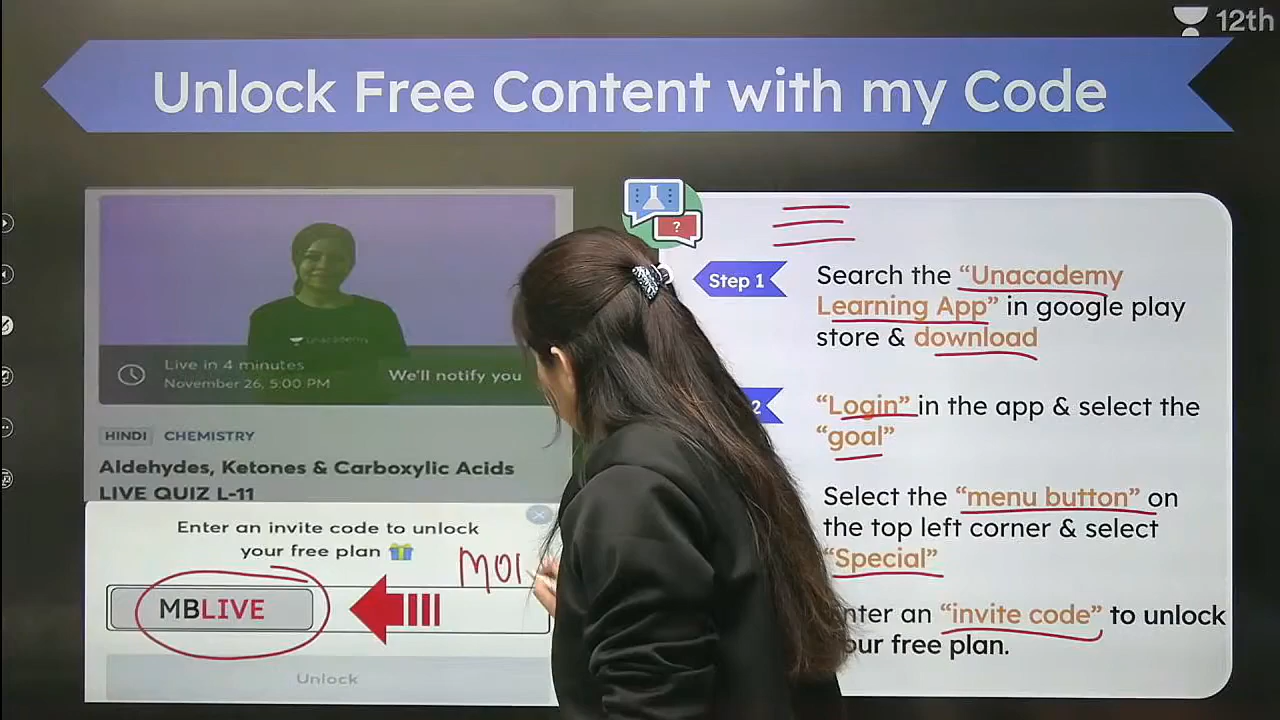 12th
Unlock Free Content with my Code
?
Step 1
Search the “Unacademy
Learning App” in google play
store & download
2
“Login” in the app & select the
“goal”
Select the “menu button” on
the top left corner & select
“Special”
nter an “invite code” to unlock
our free plan.
unacademy
Live in 4 minutes
November 26, 5:00 PM
We'll notify you
HINDI CHEMISTRY
Aldehydes, Ketones & Carboxylic Acids
LIVE QUIZ L-11
Enter an invite code to unlock
your free plan
MBLIVE
Unlock